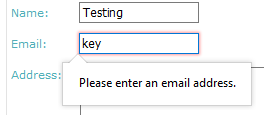 Name: Testing
Email: key
Address:
Please enter an email address.